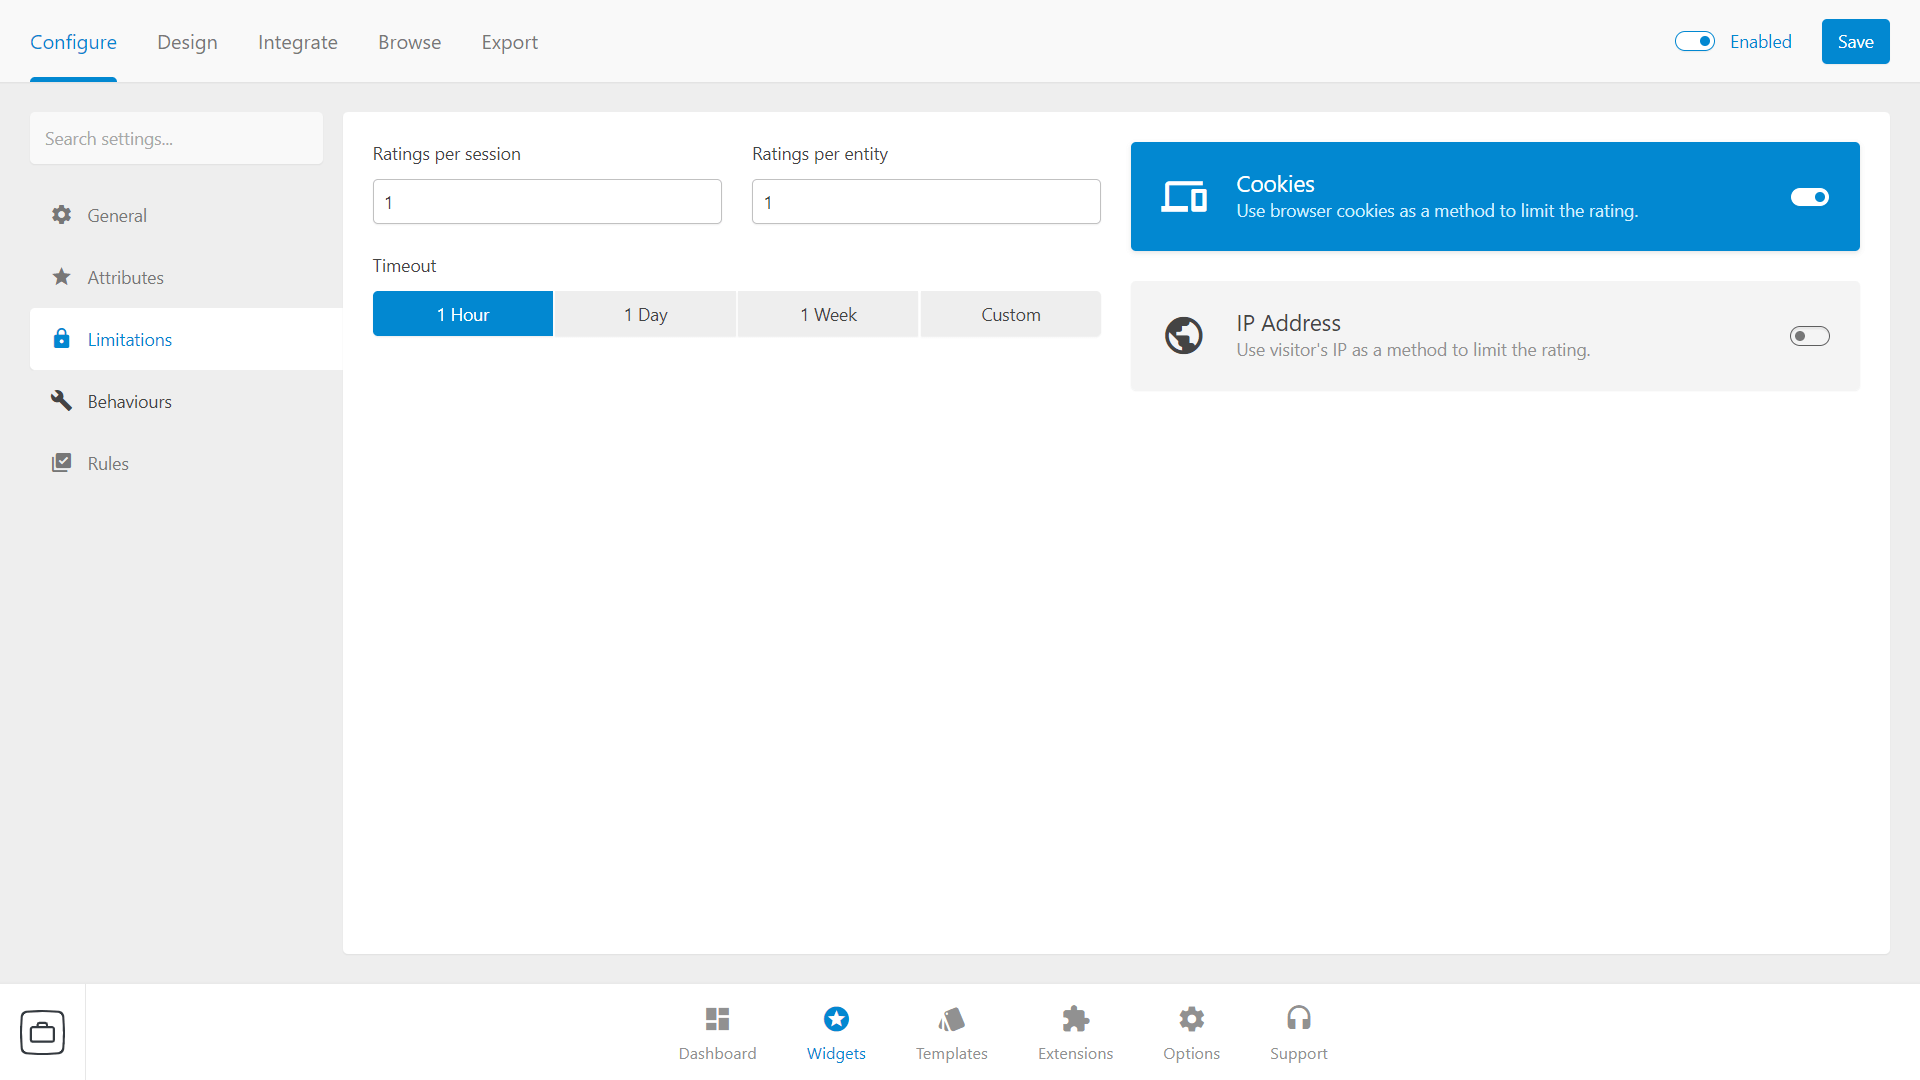 Configure
Design
Integrate
Browse
Export
Enabled
Save
Search settings...
General
Attributes
Limitations
Behaviours
Rules
Ratings per session
1
Ratings per entity
1
Timeout
1 Hour
1 Day
1 Week
Custom
Cookies
Use browser cookies as a method to limit the rating.
IP Address
Use visitor's IP as a method to limit the rating.
Dashboard
Widgets
Templates
Extensions
Options
Support